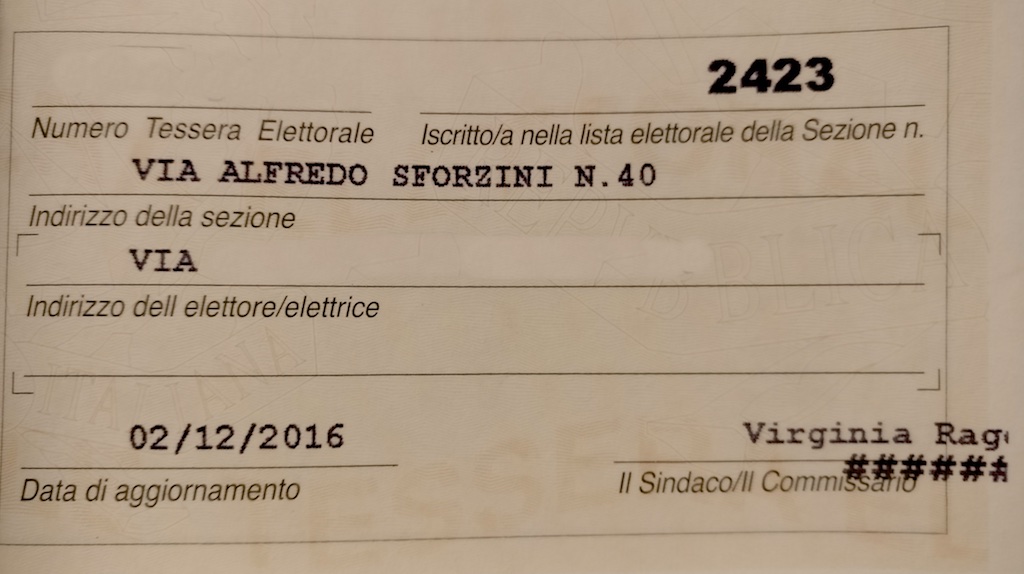 2423
Numero Tessera Elettorale Iscritto/a nella lista elettorale della Sezione n.
VIA ALFREDO SFORZINI N.40
Indirizzo della sezione
VIA
Indirizzo dell elettore/elettrice
02/12/2016 Virginia Rag
######
Data di aggiornamento Il Sindaco/Il Commissario